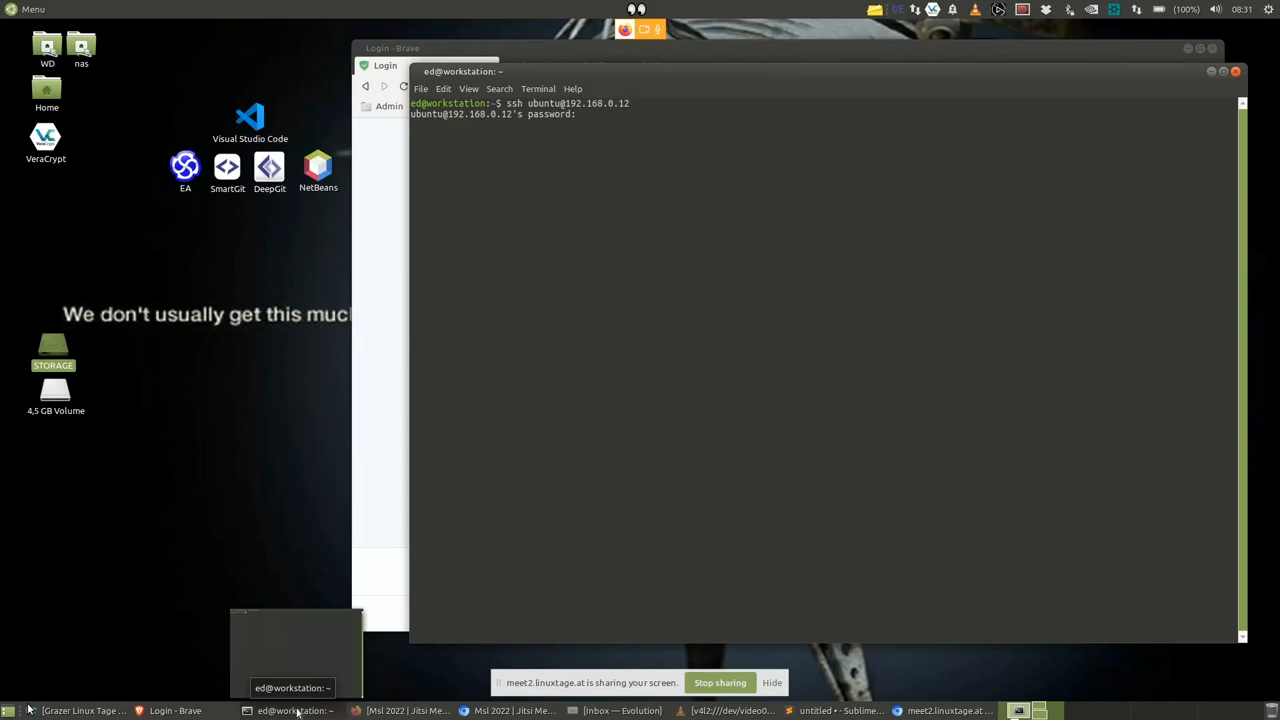 Menu
DE
(100%)
08:31
WD
nas
Home
VeraCrypt
Visual Studio Code
EA
SmartGit
DeepGit
NetBeans
We don't usually get this muc
STORAGE
4,5 GB Volume
Login - Brave
Login
Admin
ed@workstation: ~
File Edit View Search Terminal Help
ed@workstation:~$ ssh ubuntu@192.168.0.12
ubuntu@192.168.0.12's password:
ed@workstation: ~
meet2.linuxtage.at is sharing your screen.
Stop sharing
Hide
[Grazer Linux Tage ...
Login - Brave
ed@workstation: ~
[Msl 2022 | Jitsi Me...
Msl 2022 | Jitsi Me...
[Inbox — Evolution]
[v4l2:///dev/video0...
untitled • - Sublime...
meet2.linuxtage.at ...